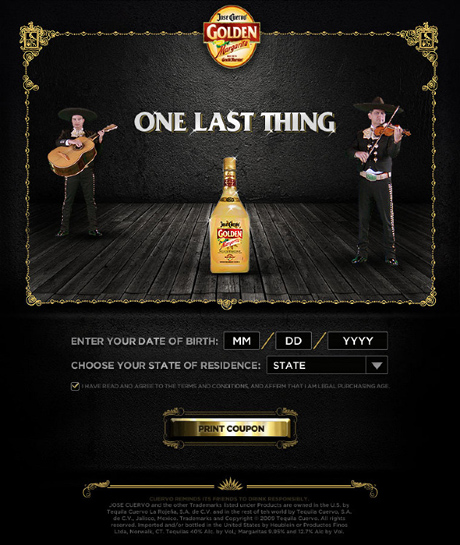 JOSE CUERVO
GOLDEN
Margarita
ONE LAST THING
JOSE CUERVO
GOLDEN
Margarita
ENTER YOUR DATE OF BIRTH: MM / DD / YYYY
CHOOSE YOUR STATE OF RESIDENCE: STATE
I HAVE READ AND AGREE TO THE TERMS AND CONDITIONS, AND AFFIRM THAT I AM LEGAL PURCHASING AGE.
PRINT COUPON
CUERVO REMINDS ITS FRIENDS TO DRINK RESPONSIBLY.
JOSE CUERVO and the other Trademarks listed under Products are owned in the U.S. by
Tequila Cuervo La Rojeña, S.A. de C.V. and in the rest of teh world by Tequila Cuervo, S.A.
de C.V., Jalisco, Mexico. Trademarks and Copyright © 2009 Tequila Cuervo. All rights
reserved. Imported and/or bottled in the United States by Heublein or Productos Finos
Ltda, Norwalk, CT. Tequilas 40% Alc. by Vol., Margaritas 9.95% and 12.7% Alc by Vol.